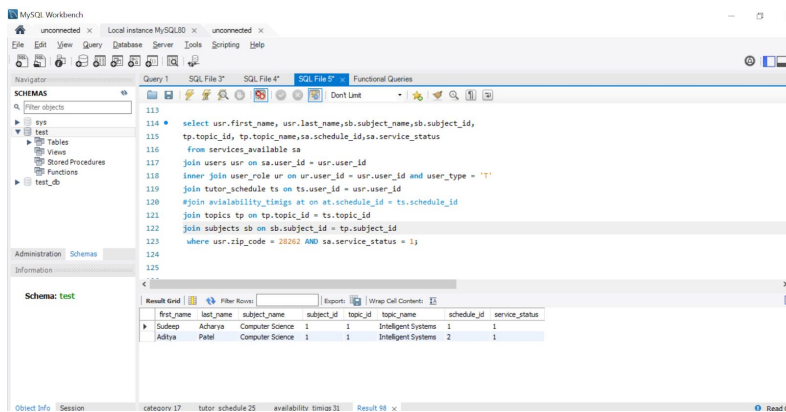 MySQL Workbench
unconnected × Local instance MySQL80 × unconnected ×
File Edit View Query Database Server Tools Scripting Help
Navigator
Query 1 SQL File 3* SQL File 4* SQL File 5* × Functional Queries
SCHEMAS
Filter objects
Don't Limit
sys
test
Tables
Views
Stored Procedures
Functions
test_db
113
114 select usr.first_name, usr.last_name,sb.subject_name,sb.subject_id,
115 tp.topic_id, tp.topic_name,sa.schedule_id,sa.service_status
116 from services_available sa
117 join users usr on sa.user_id = usr.user_id
118 inner join user_role ur on ur.user_id = usr.user_id and user_type = 'T'
119 join tutor_schedule ts on ts.user_id = usr.user_id
120 #join avialability_timigs at on at.schedule_id = ts.schedule_id
121 join topics tp on tp.topic_id = ts.topic_id
122 join subjects sb on sb.subject_id = tp.subject_id
123 where usr.zip_code = 28262 AND sa.service_status = 1;
124
125
Administration Schemas
Information
Schema: test
Result Grid Filter Rows: Export: Wrap Cell Content:
first_name last_name subject_name subject_id topic_id topic_name schedule_id service_status
Sudeep Acharya Computer Science 1 1 Intelligent Systems 1 1
Aditya Patel Computer Science 1 1 Intelligent Systems 2 1
Object Info Session
category 17 tutor_schedule 25 availability_timigs 31 Result 98 ×
Read